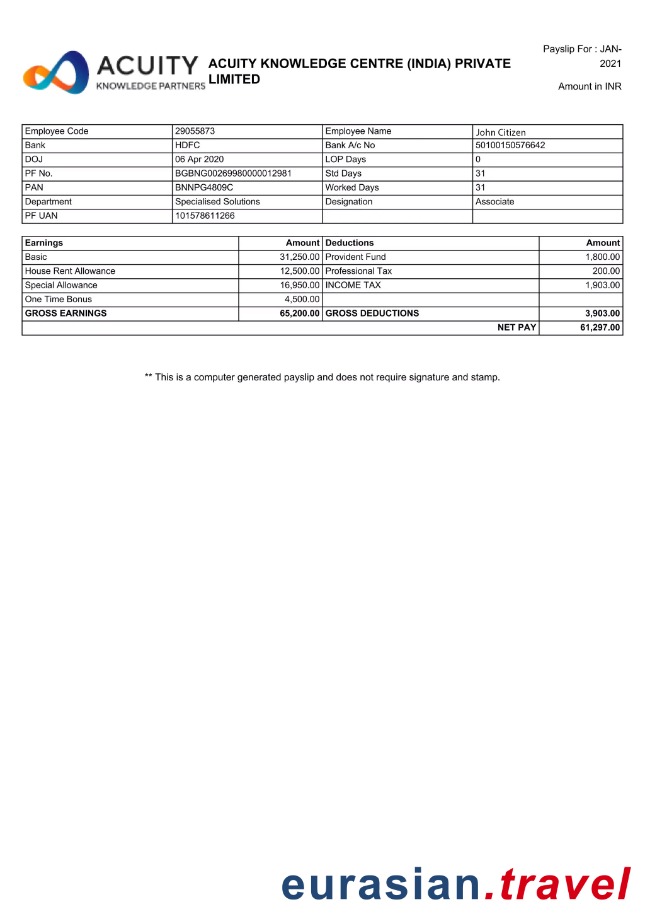 ACUITY
KNOWLEDGE PARTNERS
ACUITY KNOWLEDGE CENTRE (INDIA) PRIVATE
LIMITED
Payslip For : JAN-
2021
Amount in INR
Employee Code 29055873 Employee Name John Citizen
Bank HDFC Bank A/c No 50100150576642
DOJ 06 Apr 2020 LOP Days 0
PF No. BGBNG00269980000012981 Std Days 31
PAN BNNPG4809C Worked Days 31
Department Specialised Solutions Designation Associate
PF UAN 101578611266
Earnings Amount Deductions Amount
Basic 31,250.00 Provident Fund 1,800.00
House Rent Allowance 12,500.00 Professional Tax 200.00
Special Allowance 16,950.00 INCOME TAX 1,903.00
One Time Bonus 4,500.00
GROSS EARNINGS 65,200.00 GROSS DEDUCTIONS 3,903.00
NET PAY 61,297.00
** This is a computer generated payslip and does not require signature and stamp.
eurasian.travel